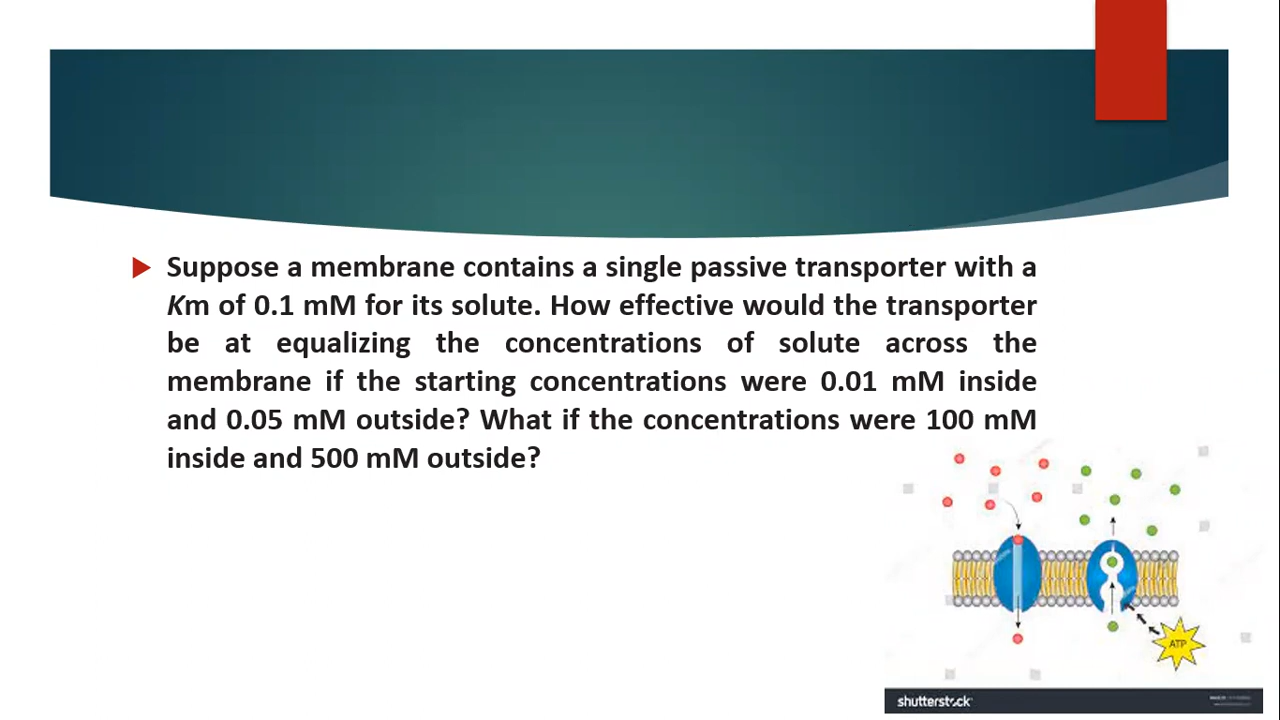 Suppose a membrane contains a single passive transporter with a
Km of 0.1 mM for its solute. How effective would the transporter
be at equalizing the concentrations of solute across the
membrane if the starting concentrations were 0.01 mM inside
and 0.05 mM outside? What if the concentrations were 100 mM
inside and 500 mM outside?
ATP
shutterstock